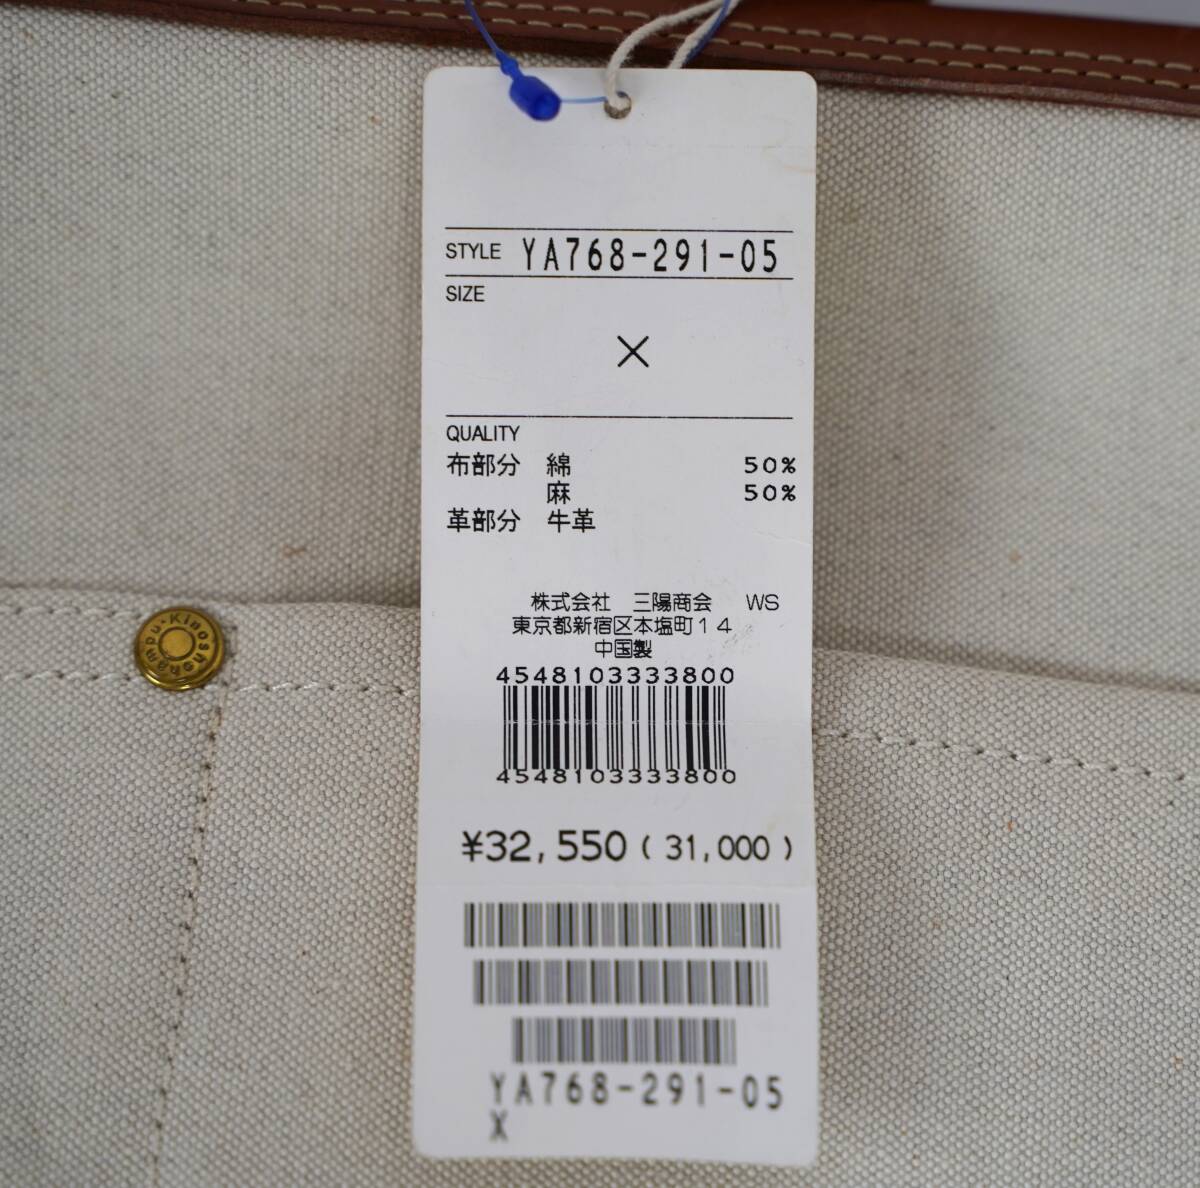 STYLE YA768-291-05
SIZE
×
QUALITY
布部分 綿 50%
麻 50%
革部分 牛革
株式会社 三陽商会 WS
東京都新宿区本塩町14
中国製
4548103333800
4548103333800
¥32,550 ( 31,000 )
YA768-291-05
X
Kinoshohampu